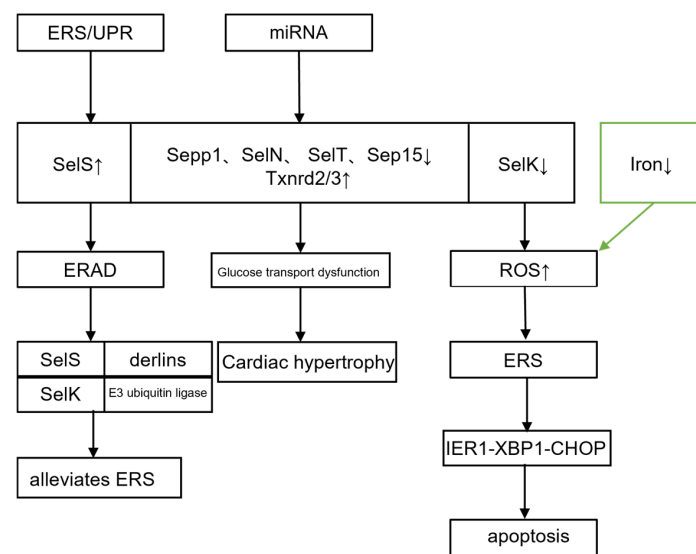 ERS/UPR
miRNA
SelS↑
Sepp1、SelN、 SelT、Sep15↓
Txnrd2/3↑
SelK↓
Iron↓
ERAD
Glucose transport dysfunction
ROS↑
SelS
derlins
Cardiac hypertrophy
ERS
SelK
E3 ubiquitin ligase
IER1-XBP1-CHOP
alleviates ERS
apoptosis